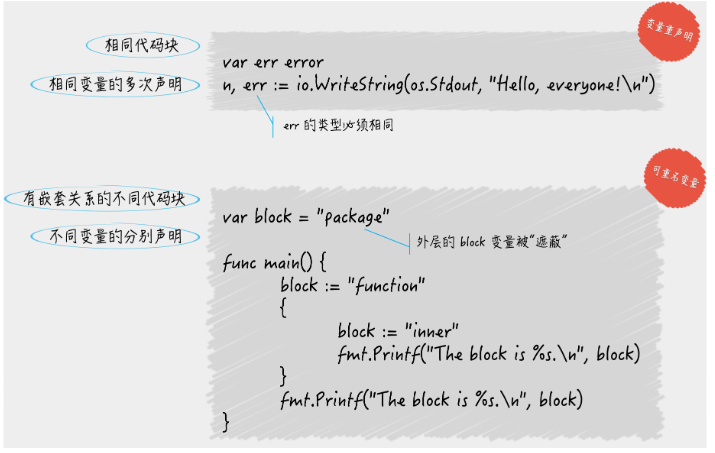 变量重声明
相同代码块
var err error
相同变量的多次声明
n, err := io.WriteString(os.Stdout, "Hello, everyone!\n")
err 的类型必须相同
可重名变量
有嵌套关系的不同代码块
var block = "package"
不同变量的分别声明
外层的 block 变量被"遮蔽"
func main() {
block := "function"
{
block := "inner"
fmt.Printf("The block is %s.\n", block)
}
fmt.Printf("The block is %s.\n", block)
}